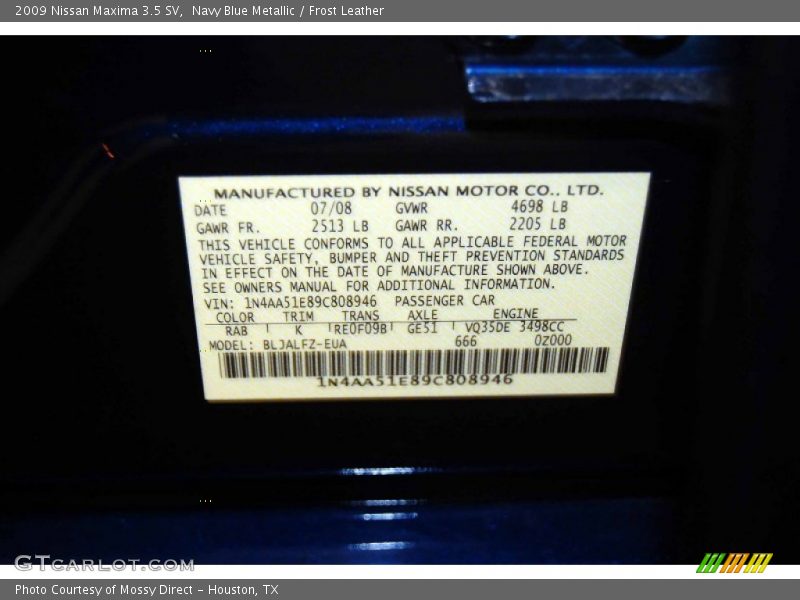 2009 Nissan Maxima 3.5 SV,  Navy Blue Metallic / Frost Leather
MANUFACTURED BY NISSAN MOTOR CO., LTD.
DATE 07/08 GVWR 4698 LB
GAWR FR. 2513 LB GAWR RR. 2205 LB
THIS VEHICLE CONFORMS TO ALL APPLICABLE FEDERAL MOTOR
VEHICLE SAFETY, BUMPER AND THEFT PREVENTION STANDARDS
IN EFFECT ON THE DATE OF MANUFACTURE SHOWN ABOVE.
SEE OWNERS MANUAL FOR ADDITIONAL INFORMATION.
VIN: 1N4AA51E89C808946 PASSENGER CAR
COLOR TRIM TRANS AXLE ENGINE
RAB K RE0F09B GE51 VQ35DE 3498CC
MODEL: BLJALFZ-EUA 666 0Z000
1N4AA51E89C808946
GTcarlot.com
Photo Courtesy of Mossy Direct - Houston, TX